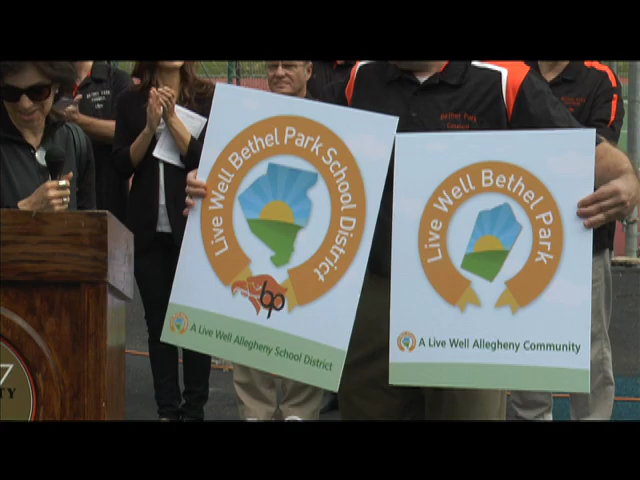 Live Well Bethel Park School District
bp
A Live Well Allegheny School District
Live Well Bethel Park
A Live Well Allegheny Community
Bethel Park